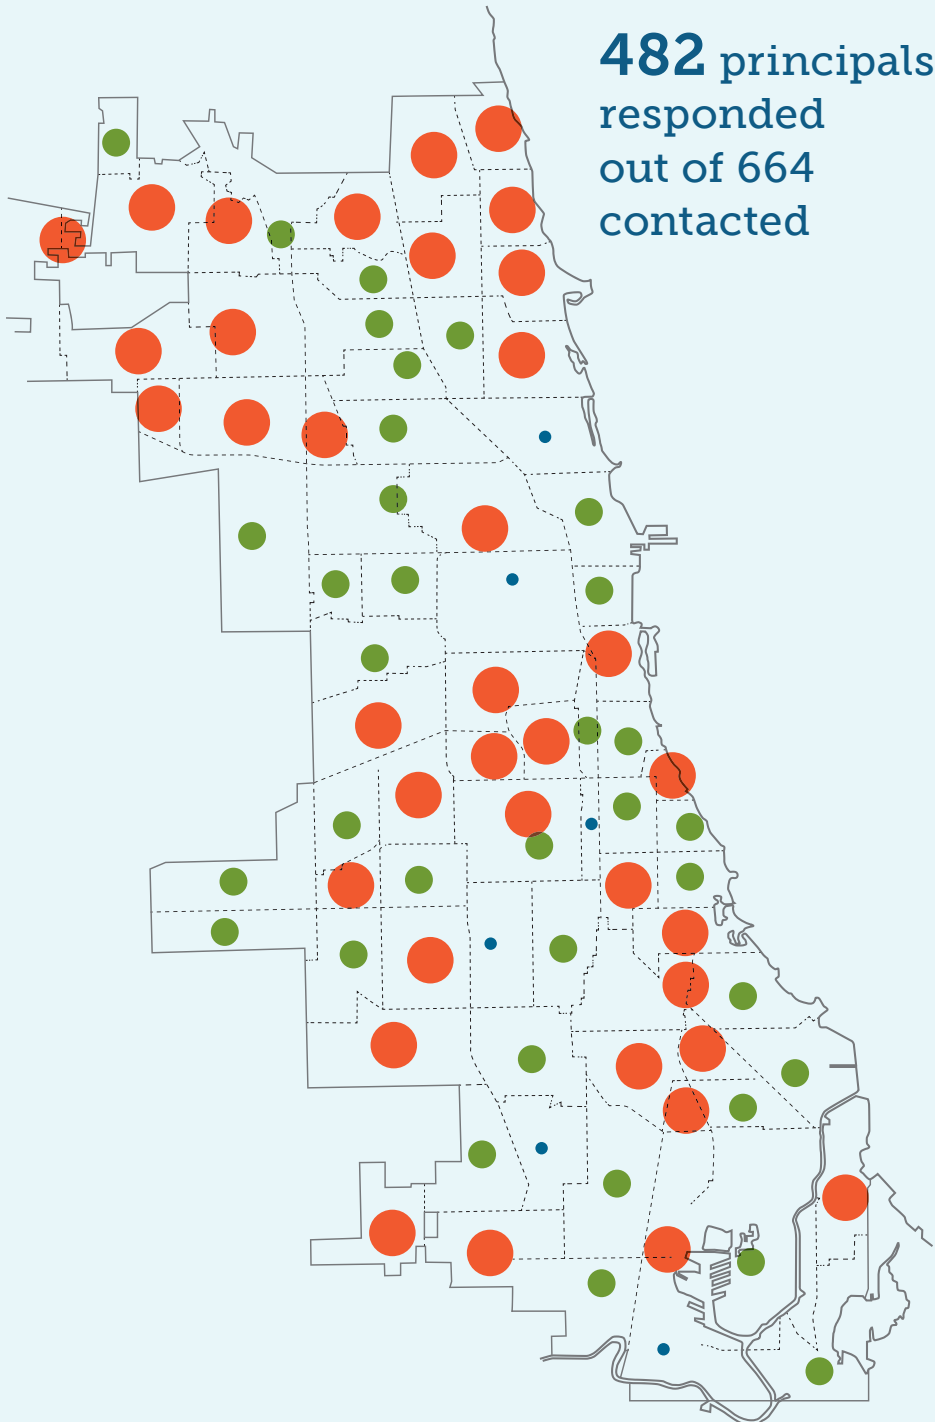 482 principals
responded
out of 664
contacted